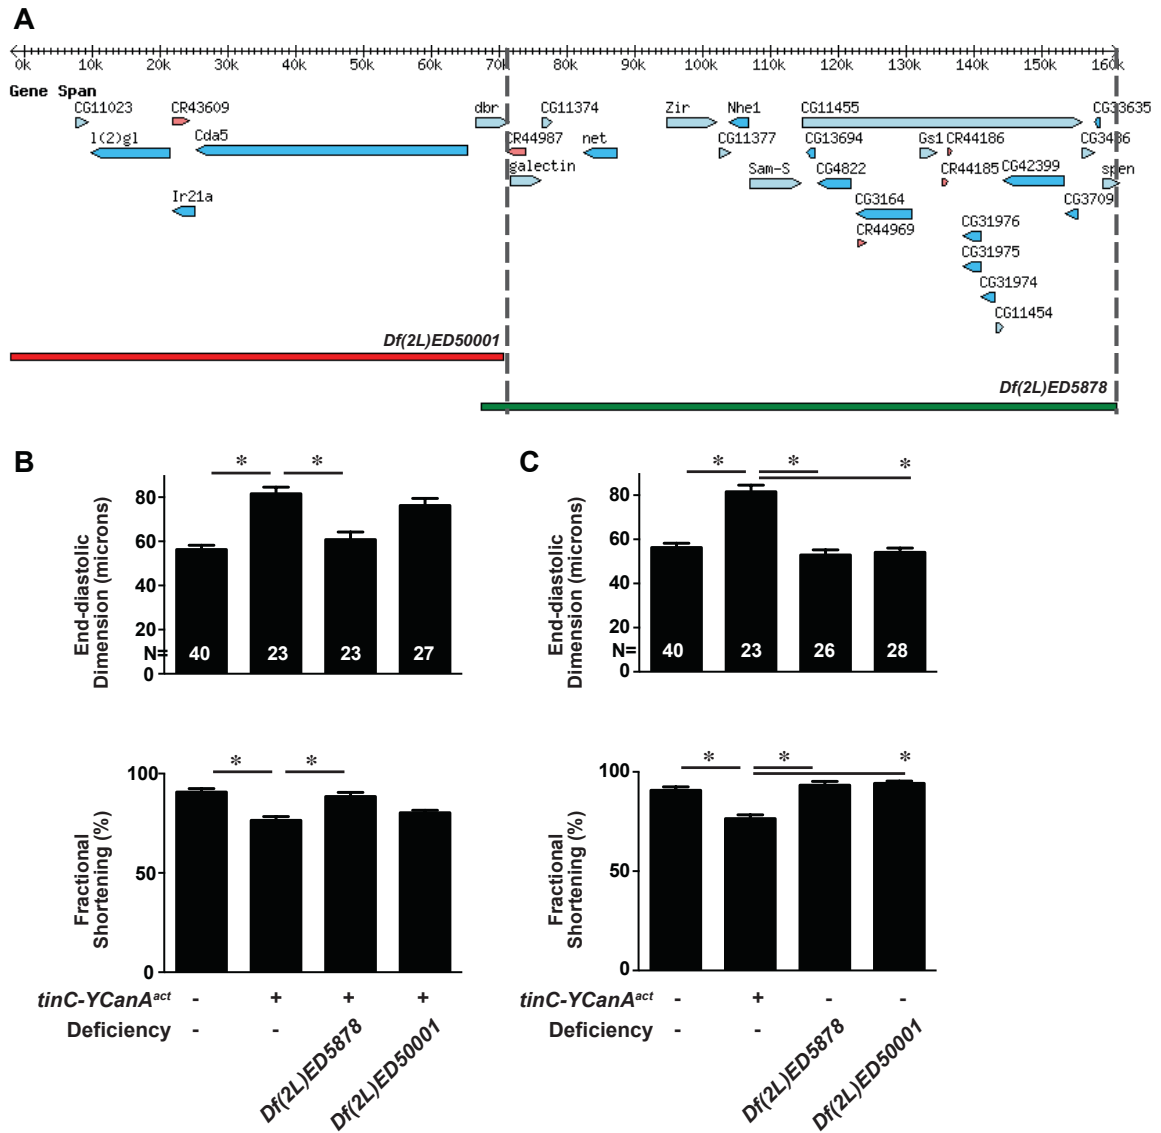 A
0k 10k 20k 30k 40k 50k 60k 70k 80k 90k 100k 110k 120k 130k 140k 150k 160k
Gene Span
CG11023 CR43609 dbr CG11374 Zir Nhe1 CG11455 CG33635
l(2)gl Cda5 CR44987 net CG11377 CG13694 Gs1 CR44186 CG3436
galectin Sam-S CG4822 CR44185 CG42399 spen
Ir21a CG3164 CG3709
CR44969 CG31976
CG31975
CG31974
CG11454
Df(2L)ED50001
Df(2L)ED5878
B
* *
End-diastolic
Dimension (microns)
80
60
40
20
0
N= 40 23 23 27
* *
Fractional
Shortening (%)
100
50
0
tinC-YCanAact - + + +
Deficiency - - Df(2L)ED5878 Df(2L)ED50001
C
* * *
End-diastolic
Dimension (microns)
80
60
40
20
0
N= 40 23 26 28
* * *
Fractional
Shortening (%)
100
50
0
tinC-YCanAact - + - -
Deficiency - - Df(2L)ED5878 Df(2L)ED50001